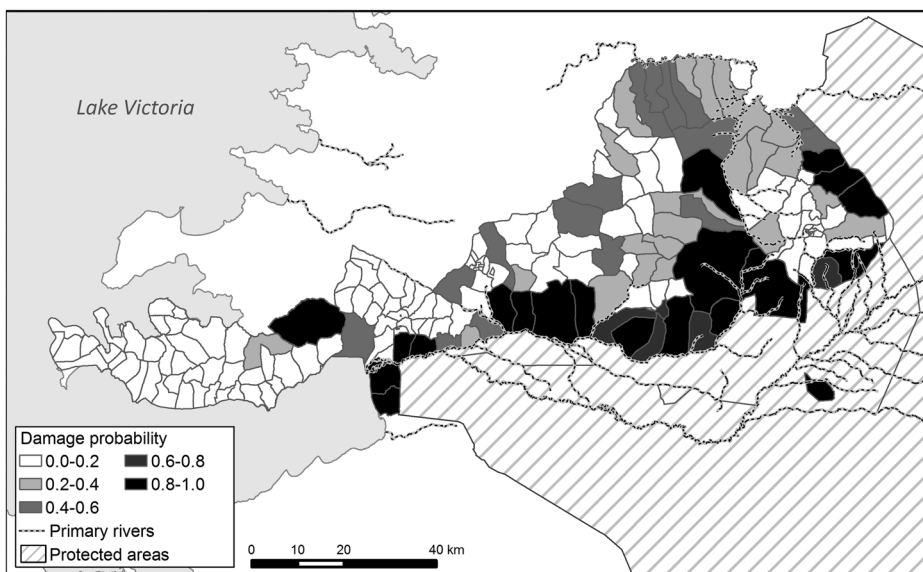 Lake Victoria
Damage probability
0.0-0.2 0.6-0.8
0.2-0.4 0.8-1.0
0.4-0.6
Primary rivers
Protected areas
0 10 20 40 km